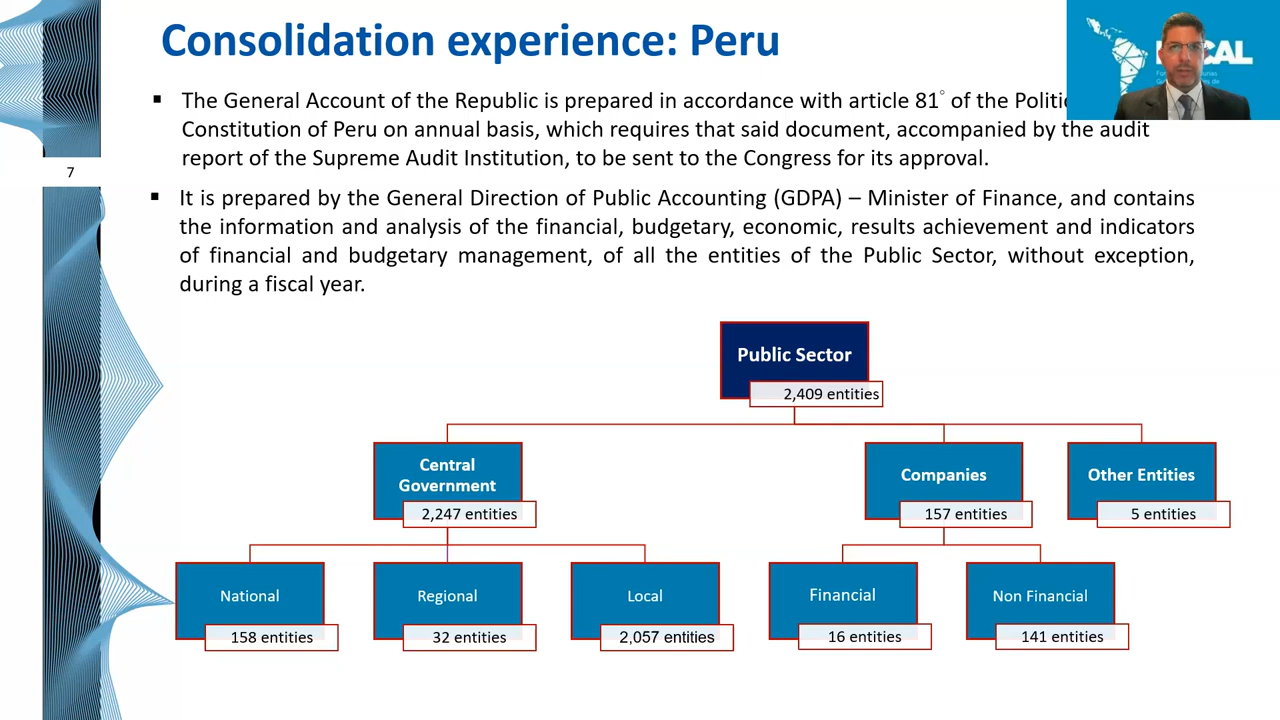 Consolidation experience: Peru
▪ The General Account of the Republic is prepared in accordance with article 81° of the
Constitution of Peru on annual basis, which requires that said document, accompanied by the audit
report of the Supreme Audit Institution, to be sent to the Congress for its approval.
7
▪ It is prepared by the General Direction of Public Accounting (GDPA) – Minister of Finance, and contains
the information and analysis of the financial, budgetary, economic, results achievement and indicators
of financial and budgetary management, of all the entities of the Public Sector, without exception,
during a fiscal year.
Public Sector
2,409 entities
Central
Government
2,247 entities
Companies
157 entities
Other Entities
5 entities
National
158 entities
Regional
32 entities
Local
2,057 entities
Financial
16 entities
Non Financial
141 entities